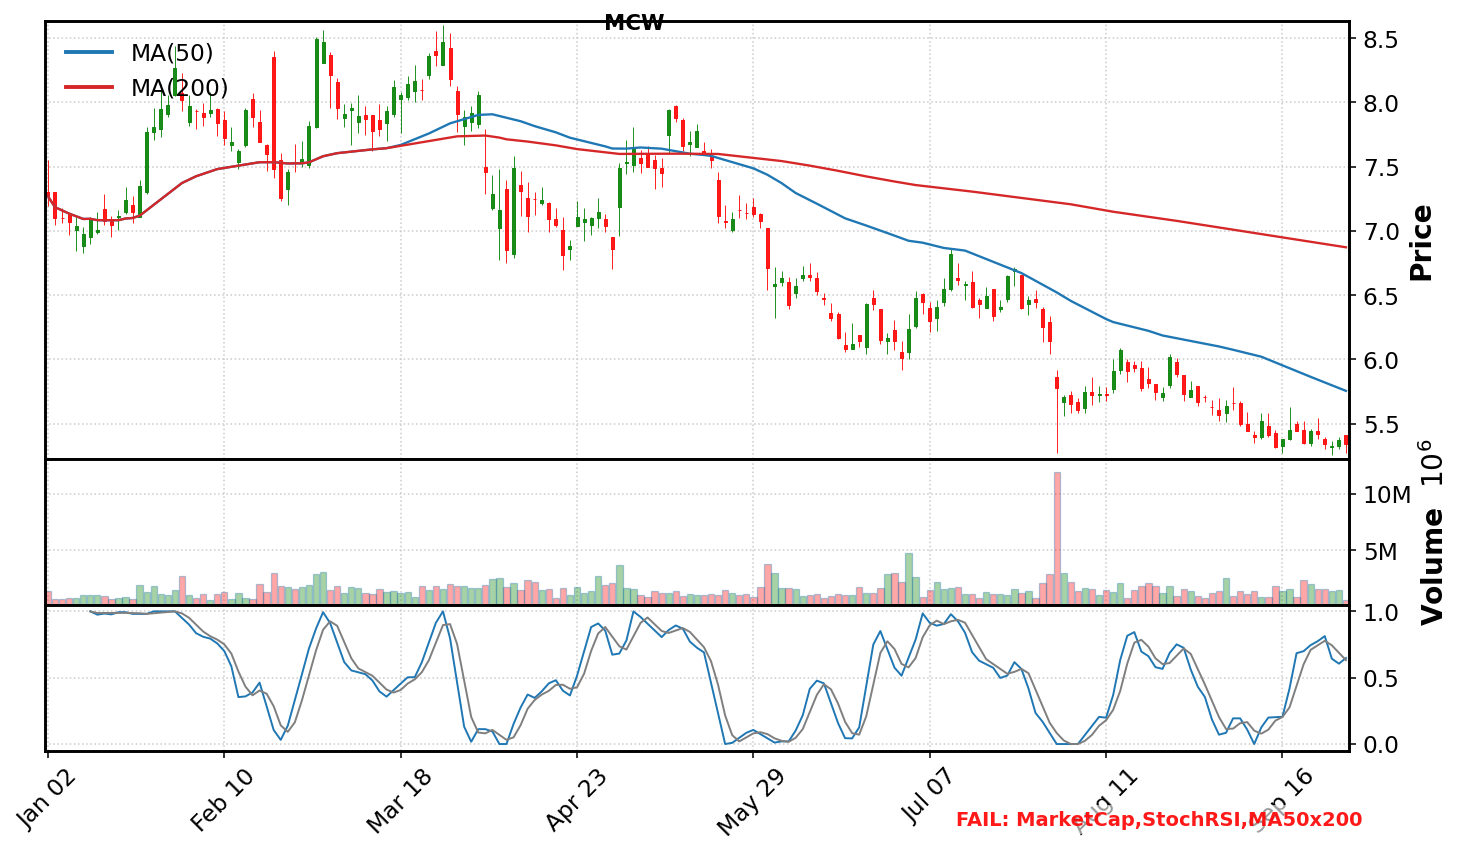 MCW
MA(50)
MA(200)
8.5
8.0
7.5
7.0
6.5
6.0
5.5
Price
10M
5M
Volume 10^6
1.0
0.5
0.0
Jan 02
Feb 10
Mar 18
Apr 23
May 29
Jul 07
Aug 11
Sep 16
FAIL: MarketCap,StochRSI,MA50x200